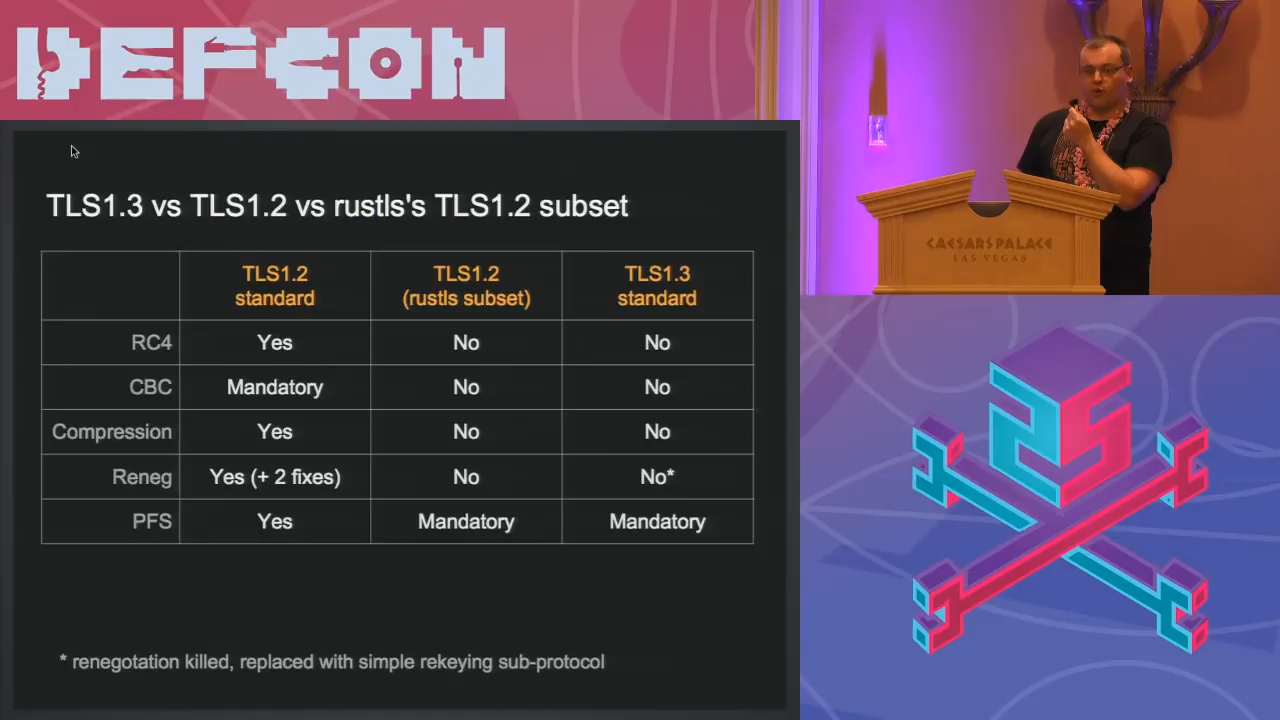 DEFCON
TLS1.3 vs TLS1.2 vs rustls's TLS1.2 subset
TLS1.2 standard
TLS1.2 (rustls subset)
TLS1.3 standard
RC4 Yes No No
CBC Mandatory No No
Compression Yes No No
Reneg Yes (+ 2 fixes) No No*
PFS Yes Mandatory Mandatory
* renegotation killed, replaced with simple rekeying sub-protocol
CAESARS PALACE
LAS VEGAS
25